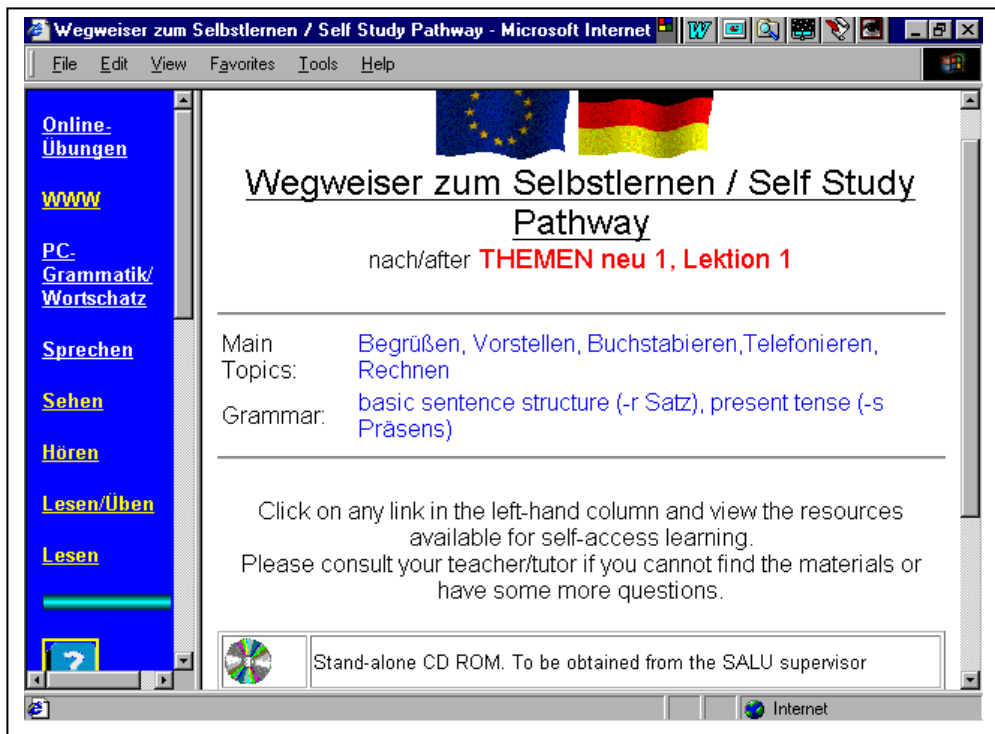 Wegweiser zum Selbstlernen / Self Study Pathway - Microsoft Internet
File Edit View Favorites Tools Help
Online-
Übungen
WWW
PC-
Grammatik/
Wortschatz
Sprechen
Sehen
Hören
Lesen/Üben
Lesen
?
Wegweiser zum Selbstlernen / Self Study
Pathway
nach/after THEMEN neu 1, Lektion 1
Main
Topics:
Begrüßen, Vorstellen, Buchstabieren,Telefonieren,
Rechnen
Grammar:
basic sentence structure (-r Satz), present tense (-s
Präsens)
Click on any link in the left-hand column and view the resources
available for self-access learning.
Please consult your teacher/tutor if you cannot find the materials or
have some more questions.
Stand-alone CD ROM. To be obtained from the SALU supervisor
Internet